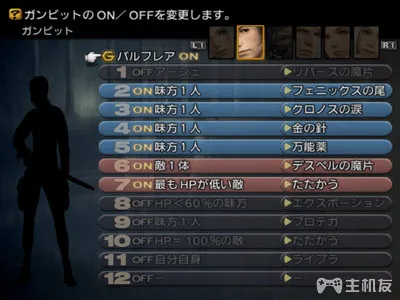 ガンビットのON／OFFを変更します。
ガンビット
L1 R1
G バルフレア ON
1 OFF アーシェ リバースの魔片
2 ON 味方1人 フェニックスの尾
3 ON 味方1人 クロノスの涙
4 ON 味方1人 金の針
5 ON 味方1人 万能薬
6 ON 敵1体 デスペルの魔片
7 ON 最もHPが低い敵 たたかう
8 OFF HP＜60％の味方 エクスポーション
9 OFF 味方1人 プロテガ
10 OFF HP＝100％の敵 たたかう
11 OFF 自分自身 ライブラ
12 OFF ー ー
主机友